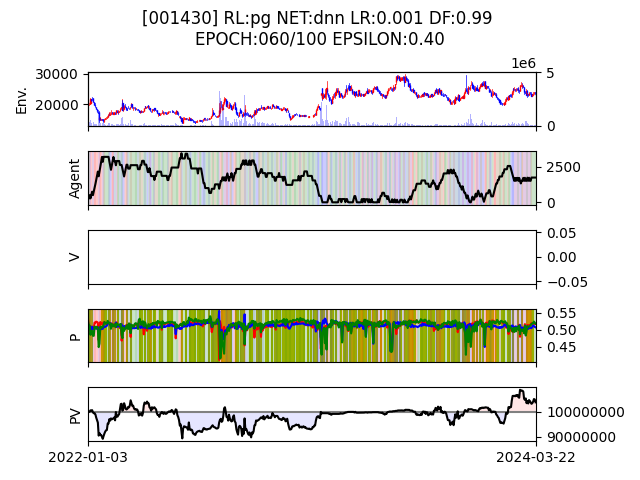 [001430] RL:pg NET:dnn LR:0.001 DF:0.99
EPOCH:060/100 EPSILON:0.40
1e6
Env.
30000
20000
5
0
Agent
2500
0
V
0.05
0.00
−0.05
P
0.55
0.50
0.45
PV
100000000
90000000
2022-01-03
2024-03-22